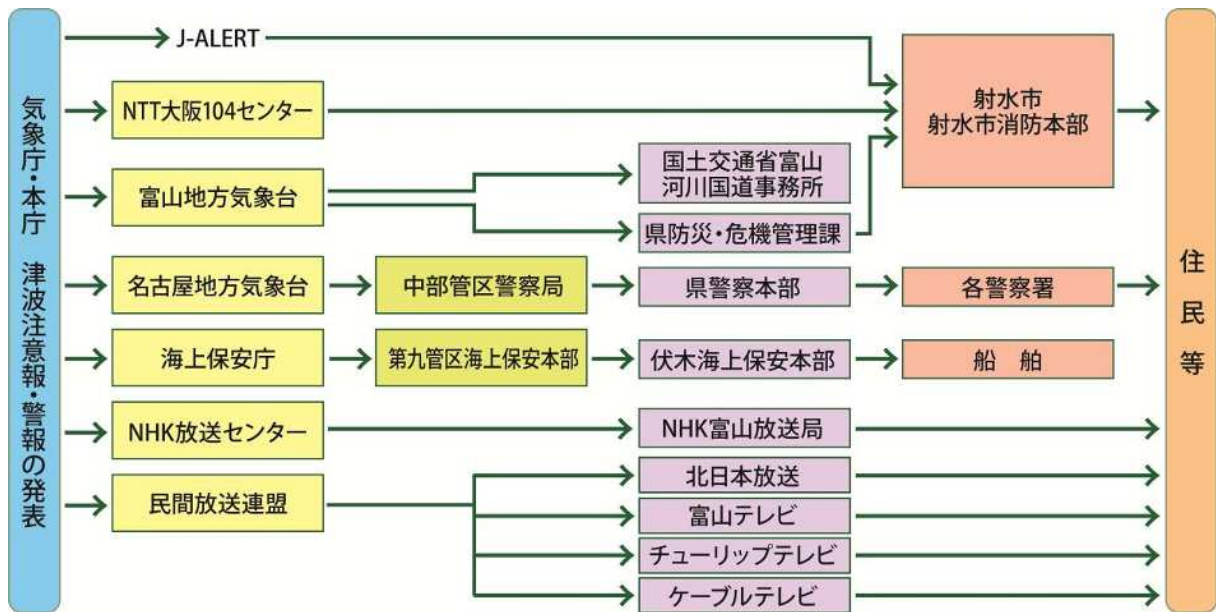 気象庁・本庁 津波注意報・警報の発表
J-ALERT
NTT大阪104センター
富山地方気象台
名古屋地方気象台
海上保安庁
NHK放送センター
民間放送連盟
中部管区警察局
第九管区海上保安本部
国土交通省富山
河川国道事務所
県防災・危機管理課
県警察本部
伏木海上保安本部
NHK富山放送局
北日本放送
富山テレビ
チューリップテレビ
ケーブルテレビ
射水市
射水市消防本部
各警察署
船 舶
住民等